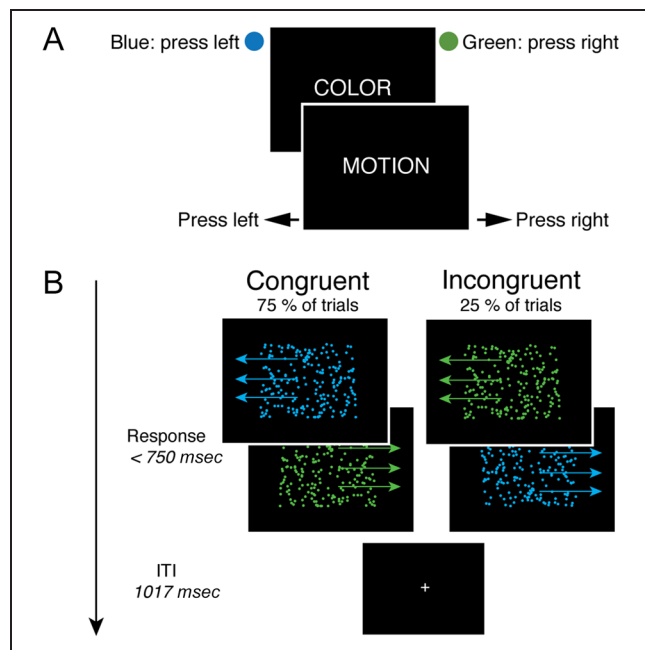 A
Blue: press left
Green: press right
COLOR
MOTION
Press left
Press right
B
Congruent
75 % of trials
Incongruent
25 % of trials
Response
< 750 msec
ITI
1017 msec
+